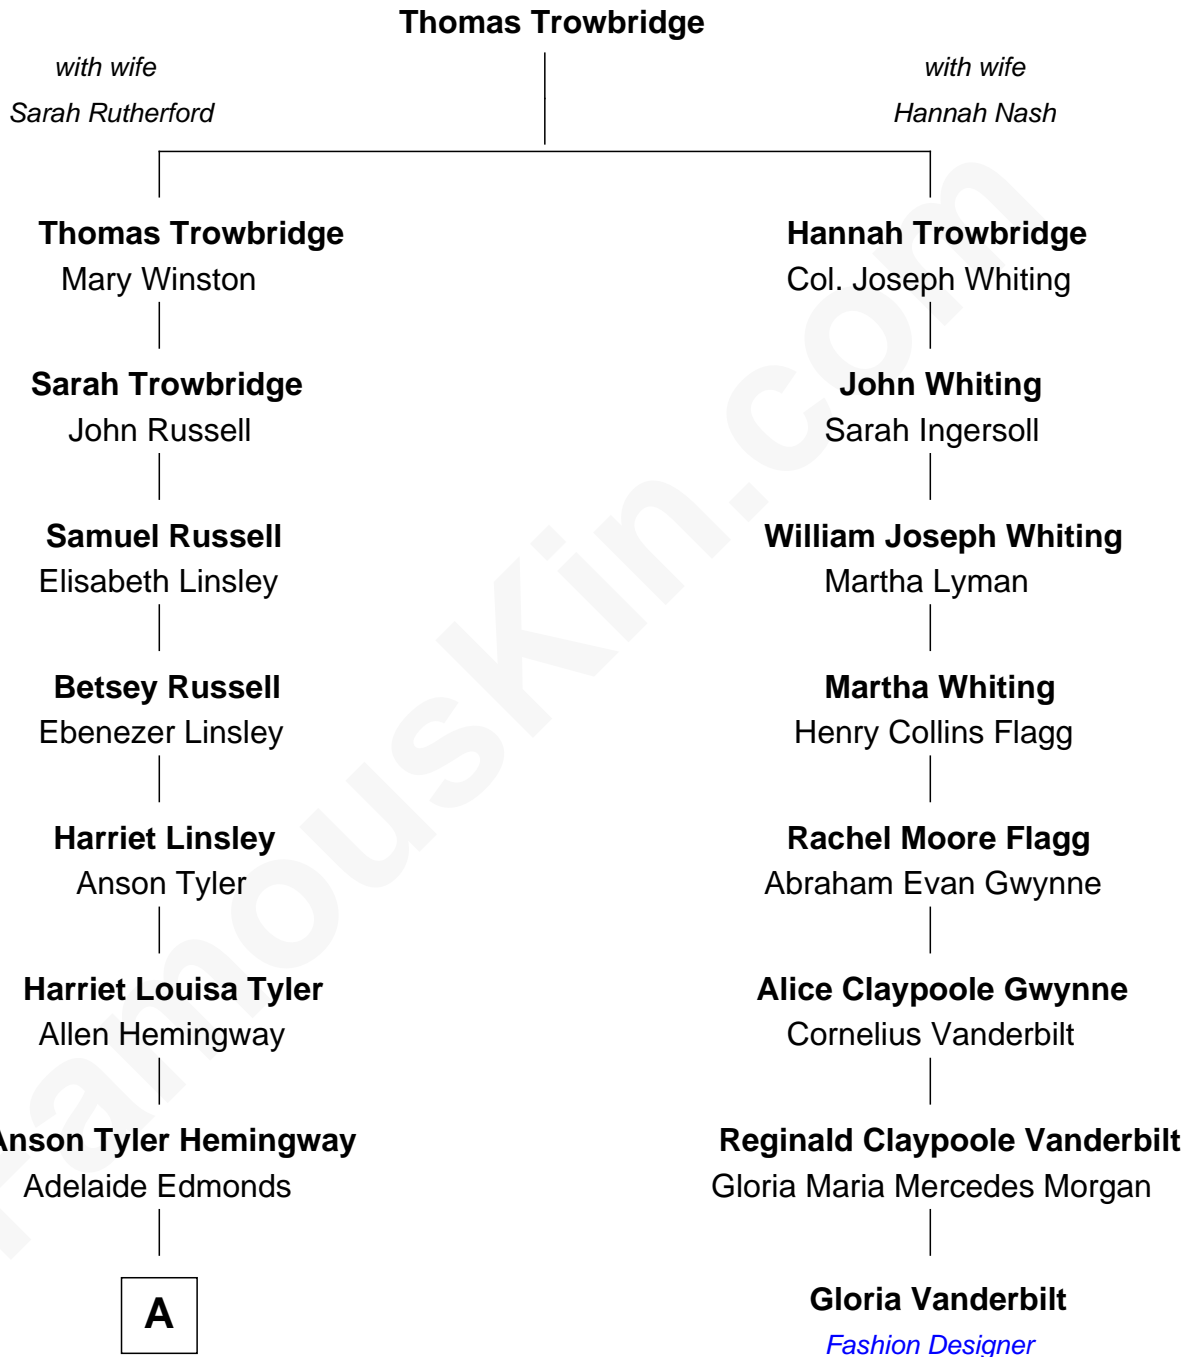 Thomas Trowbridge
with wife
Sarah Rutherford
with wife
Hannah Nash
Thomas Trowbridge
Mary Winston
Hannah Trowbridge
Col. Joseph Whiting
Sarah Trowbridge
John Russell
John Whiting
Sarah Ingersoll
Samuel Russell
Elisabeth Linsley
William Joseph Whiting
Martha Lyman
Betsey Russell
Ebenezer Linsley
Martha Whiting
Henry Collins Flagg
Harriet Linsley
Anson Tyler
Rachel Moore Flagg
Abraham Evan Gwynne
Harriet Louisa Tyler
Allen Hemingway
Alice Claypoole Gwynne
Cornelius Vanderbilt
Anson Tyler Hemingway
Adelaide Edmonds
Reginald Claypoole Vanderbilt
Gloria Maria Mercedes Morgan
A
Gloria Vanderbilt
Fashion Designer
FamousKin.com